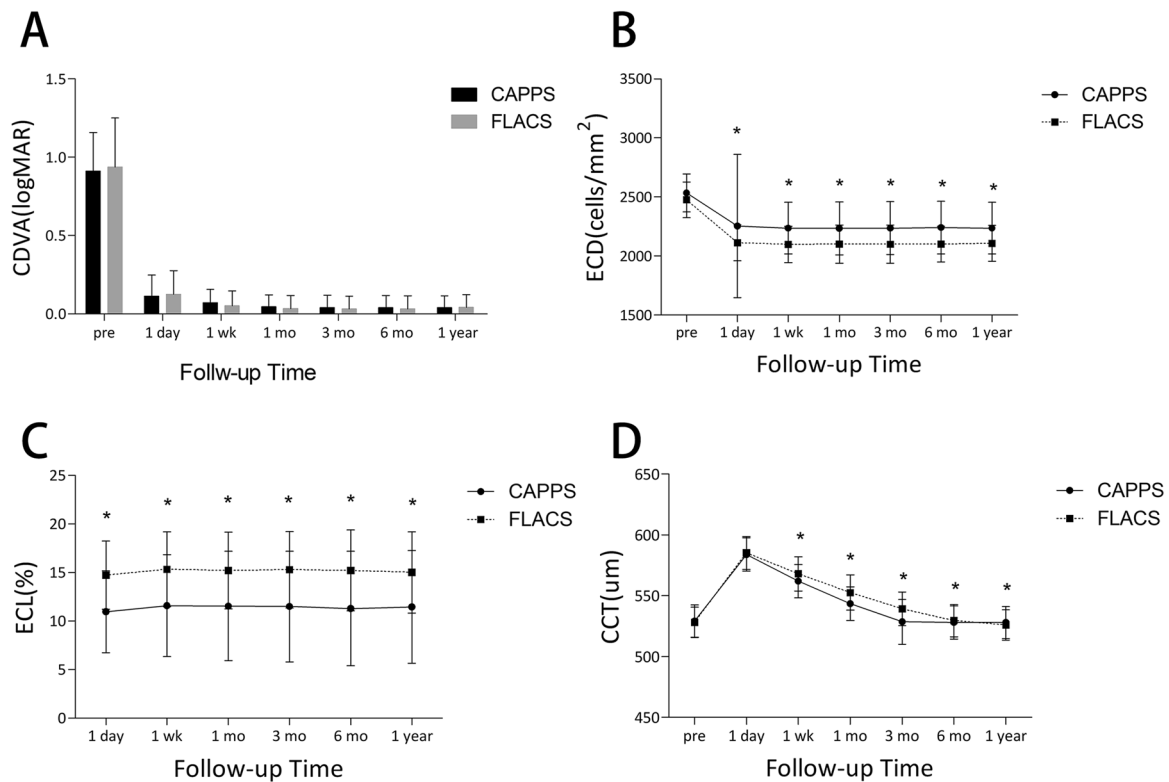 A
CDVA(logMAR)
1.5
1.0
0.5
0.0
pre 1 day 1 wk 1 mo 3 mo 6 mo 1 year
Follw-up Time
CAPPS
FLACS
B
ECD(cells/mm2)
3500
3000
2500
2000
1500
* * * * * *
pre 1 day 1 wk 1 mo 3 mo 6 mo 1 year
Follow-up Time
CAPPS
FLACS
C
ECL(%)
25
20
15
10
5
0
* * * * * *
1 day 1 wk 1 mo 3 mo 6 mo 1 year
Follow-up Time
CAPPS
FLACS
D
CCT(um)
650
600
550
500
450
* * * * *
pre 1 day 1 wk 1 mo 3 mo 6 mo 1 year
Follow-up Time
CAPPS
FLACS